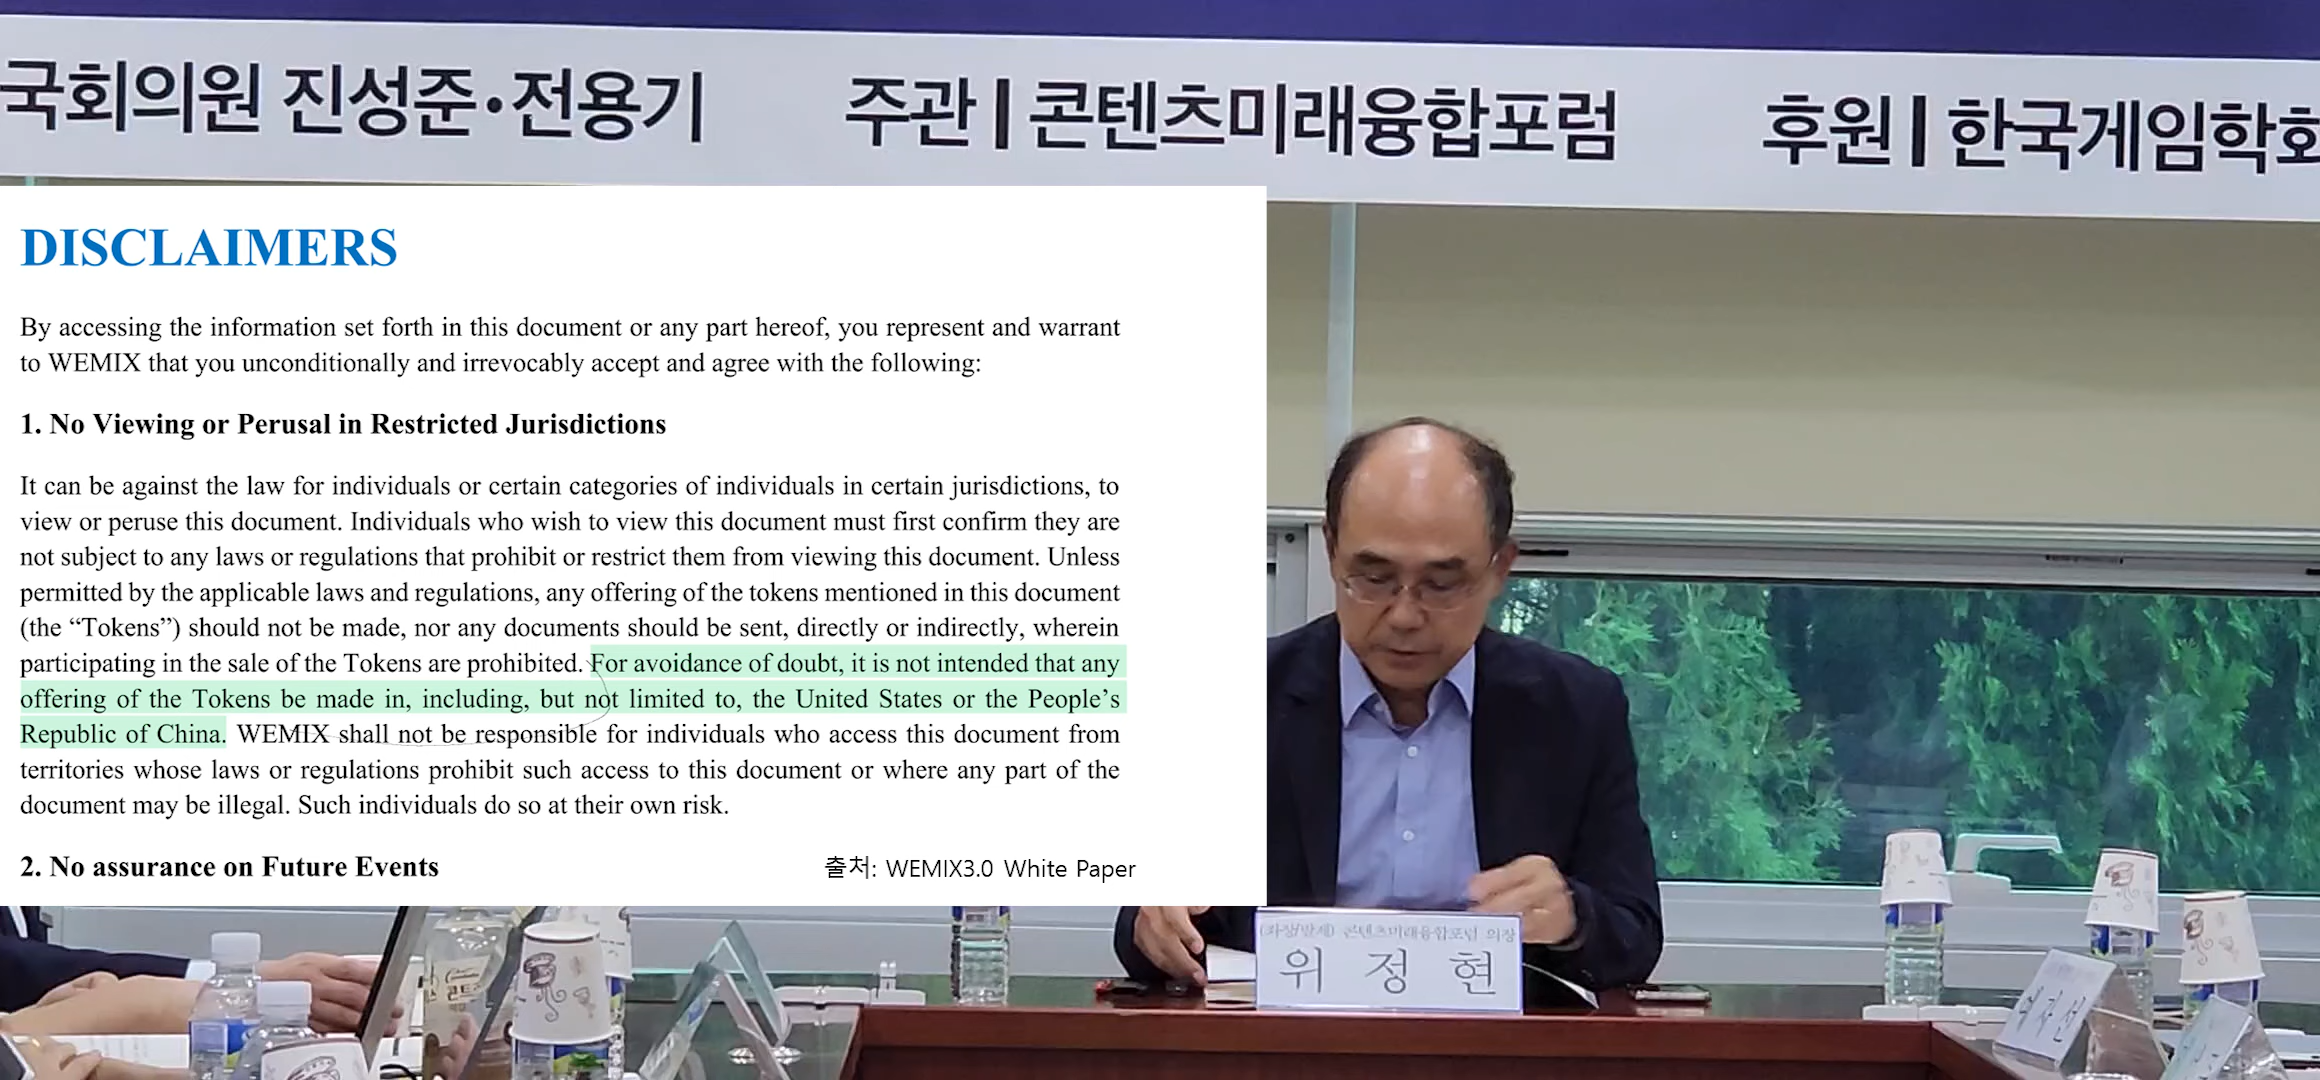 국회의원 진성준·전용기 주관 | 콘텐츠미래융합포럼 후원 | 한국게임학회
DISCLAIMERS
By accessing the information set forth in this document or any part hereof, you represent and warrant
to WEMIX that you unconditionally and irrevocably accept and agree with the following:
1. No Viewing or Perusal in Restricted Jurisdictions
It can be against the law for individuals or certain categories of individuals in certain jurisdictions, to
view or peruse this document. Individuals who wish to view this document must first confirm they are
not subject to any laws or regulations that prohibit or restrict them from viewing this document. Unless
permitted by the applicable laws and regulations, any offering of the tokens mentioned in this document
(the “Tokens”) should not be made, nor any documents should be sent, directly or indirectly, wherein
participating in the sale of the Tokens are prohibited. For avoidance of doubt, it is not intended that any
offering of the Tokens be made in, including, but not limited to, the United States or the People’s
Republic of China. WEMIX shall not be responsible for individuals who access this document from
territories whose laws or regulations prohibit such access to this document or where any part of the
document may be illegal. Such individuals do so at their own risk.
2. No assurance on Future Events
출처: WEMIX3.0 White Paper
(좌장/발제) 콘텐츠미래융합포럼 의장
위 정 현